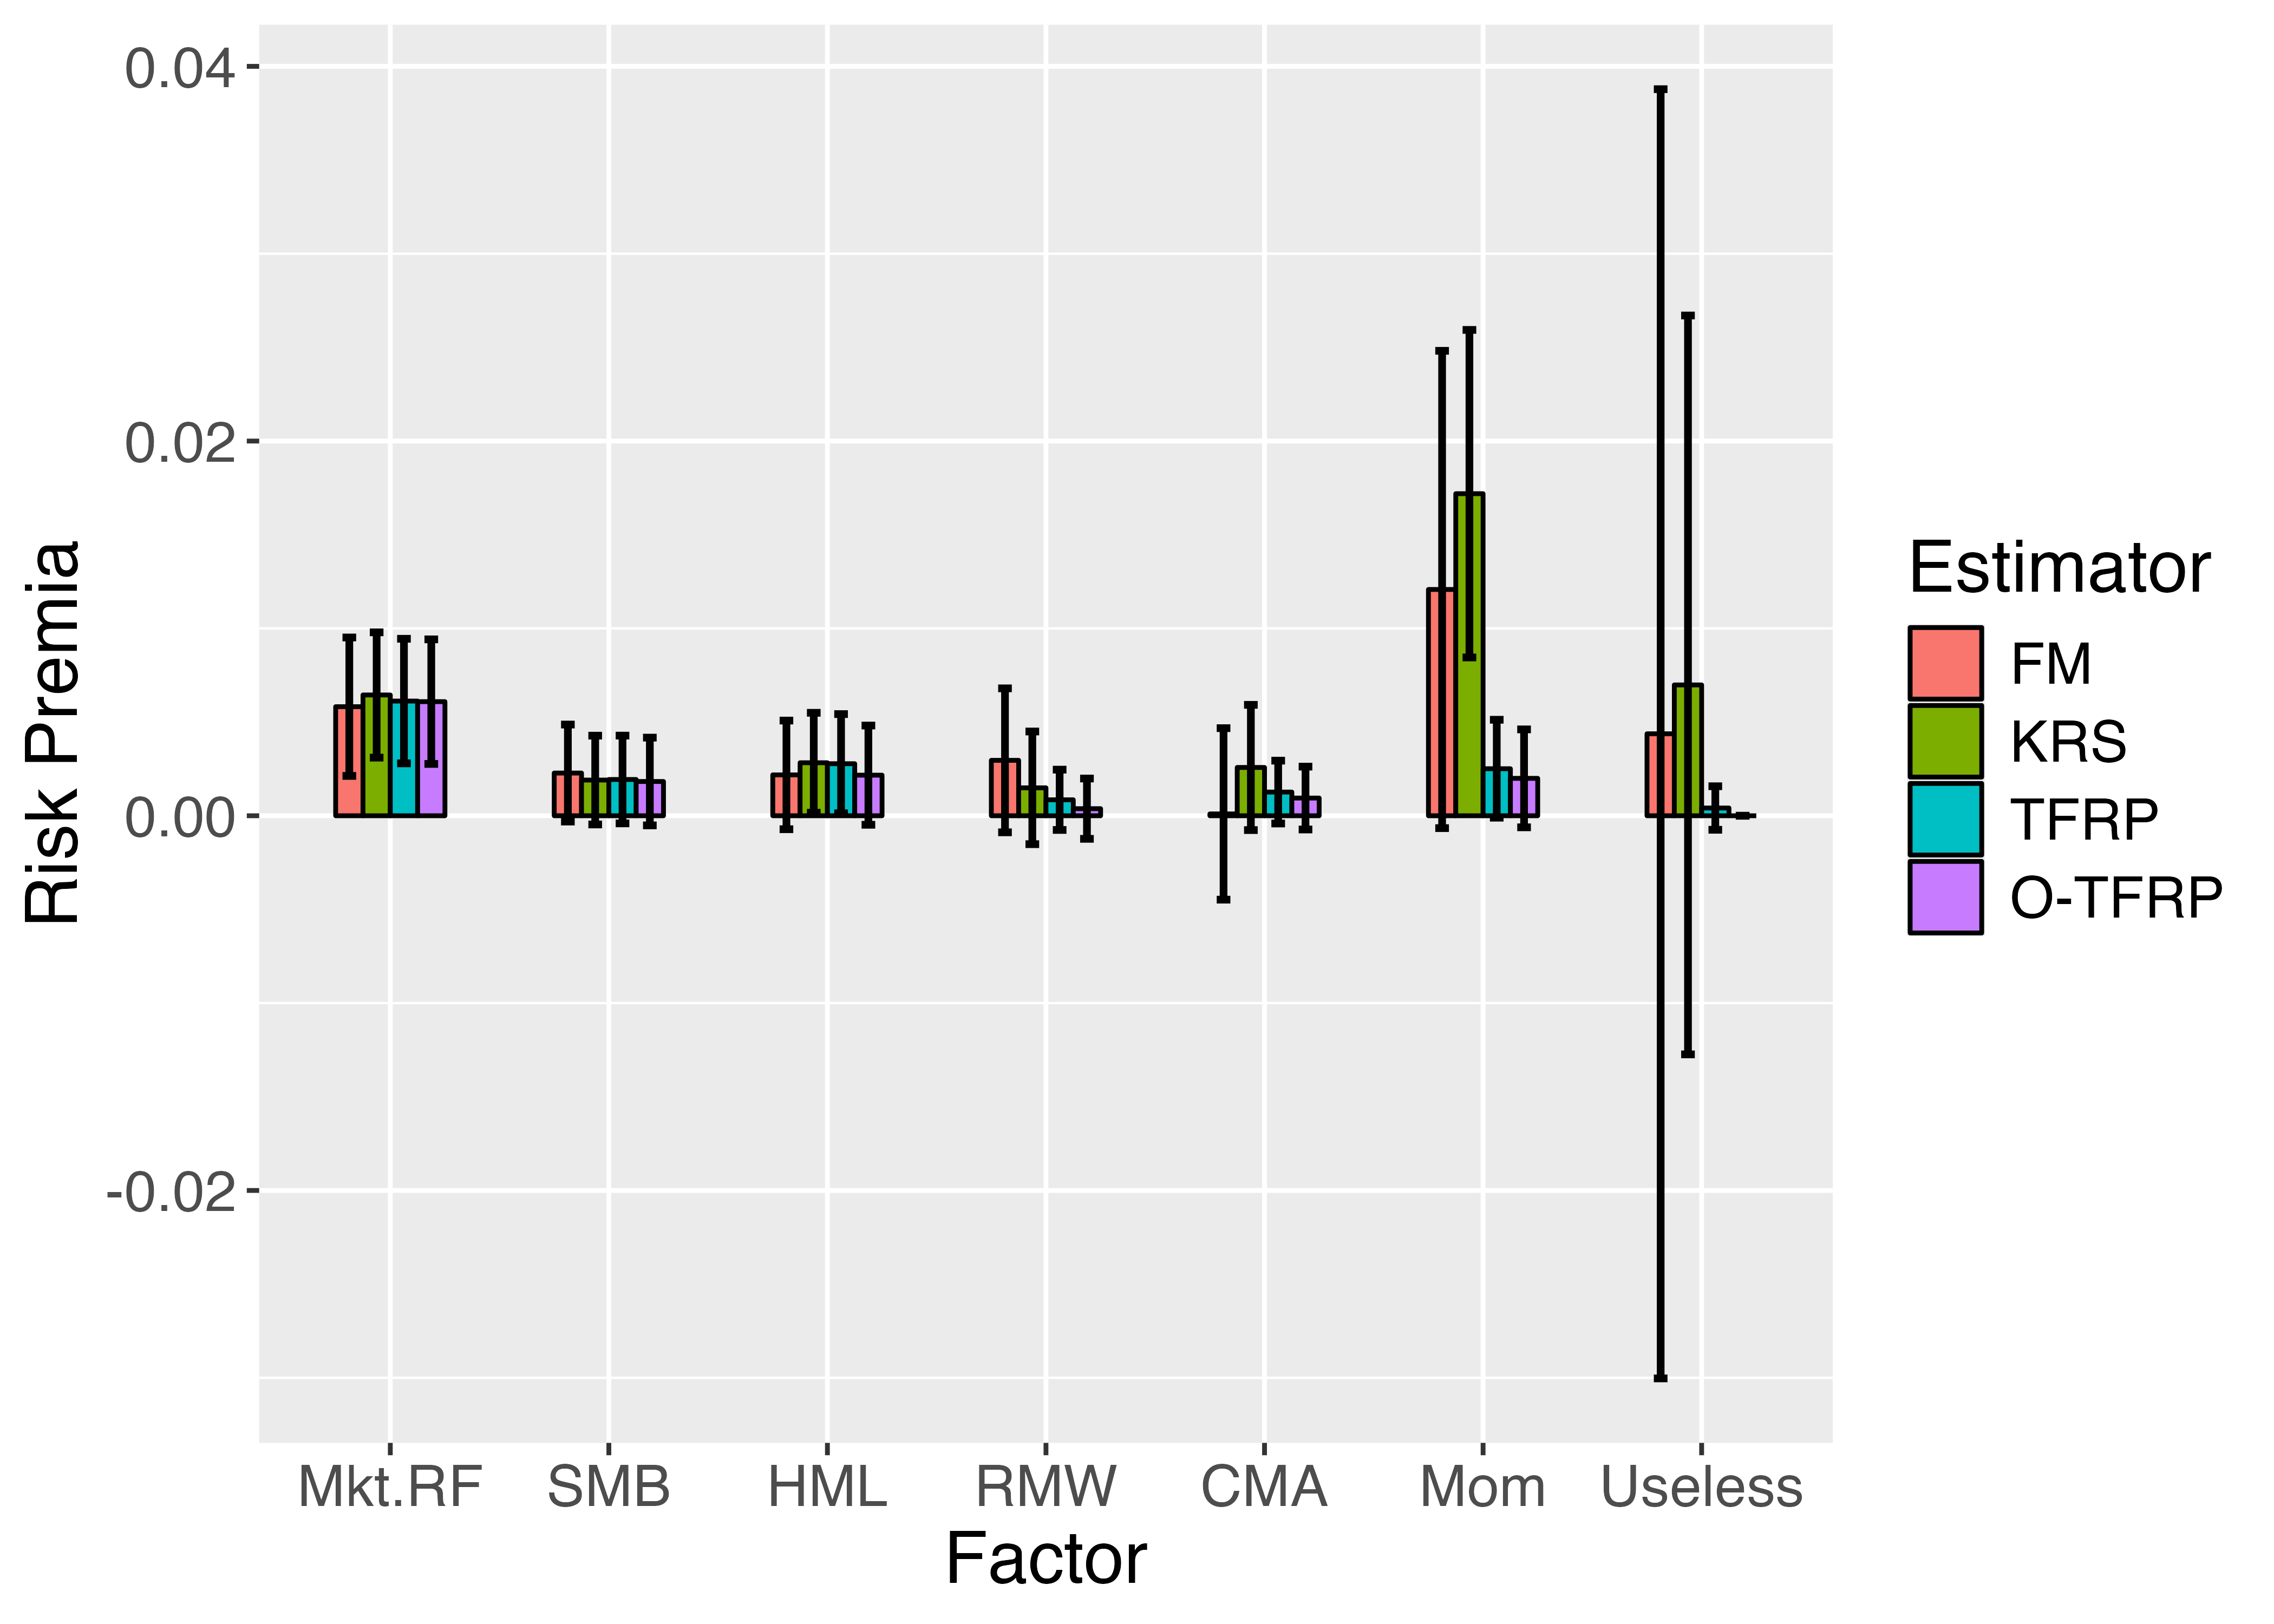 0.04
0.02
0.00
-0.02
Risk Premia
Mkt.RF SMB HML RMW CMA Mom Useless
Factor
Estimator
FM
KRS
TFRP
O-TFRP